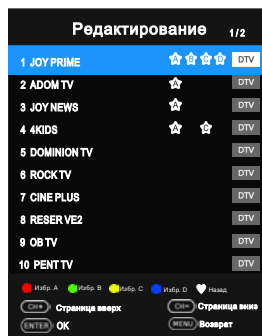 Редактирование 1/2
1 JOY PRIME A B C D DTV
2 ADOM TV A DTV
3 JOY NEWS A DTV
4 4KIDS A C DTV
5 DOMINION TV DTV
6 ROCK TV DTV
7 CINE PLUS DTV
8 RESER VE2 DTV
9 OB TV DTV
10 PENT TV DTV
Избр. A Избр. B Избр. C Избр. D Назад
CH+ Страница вверх CH- Страница вниз
ENTER OK MENU Возврат